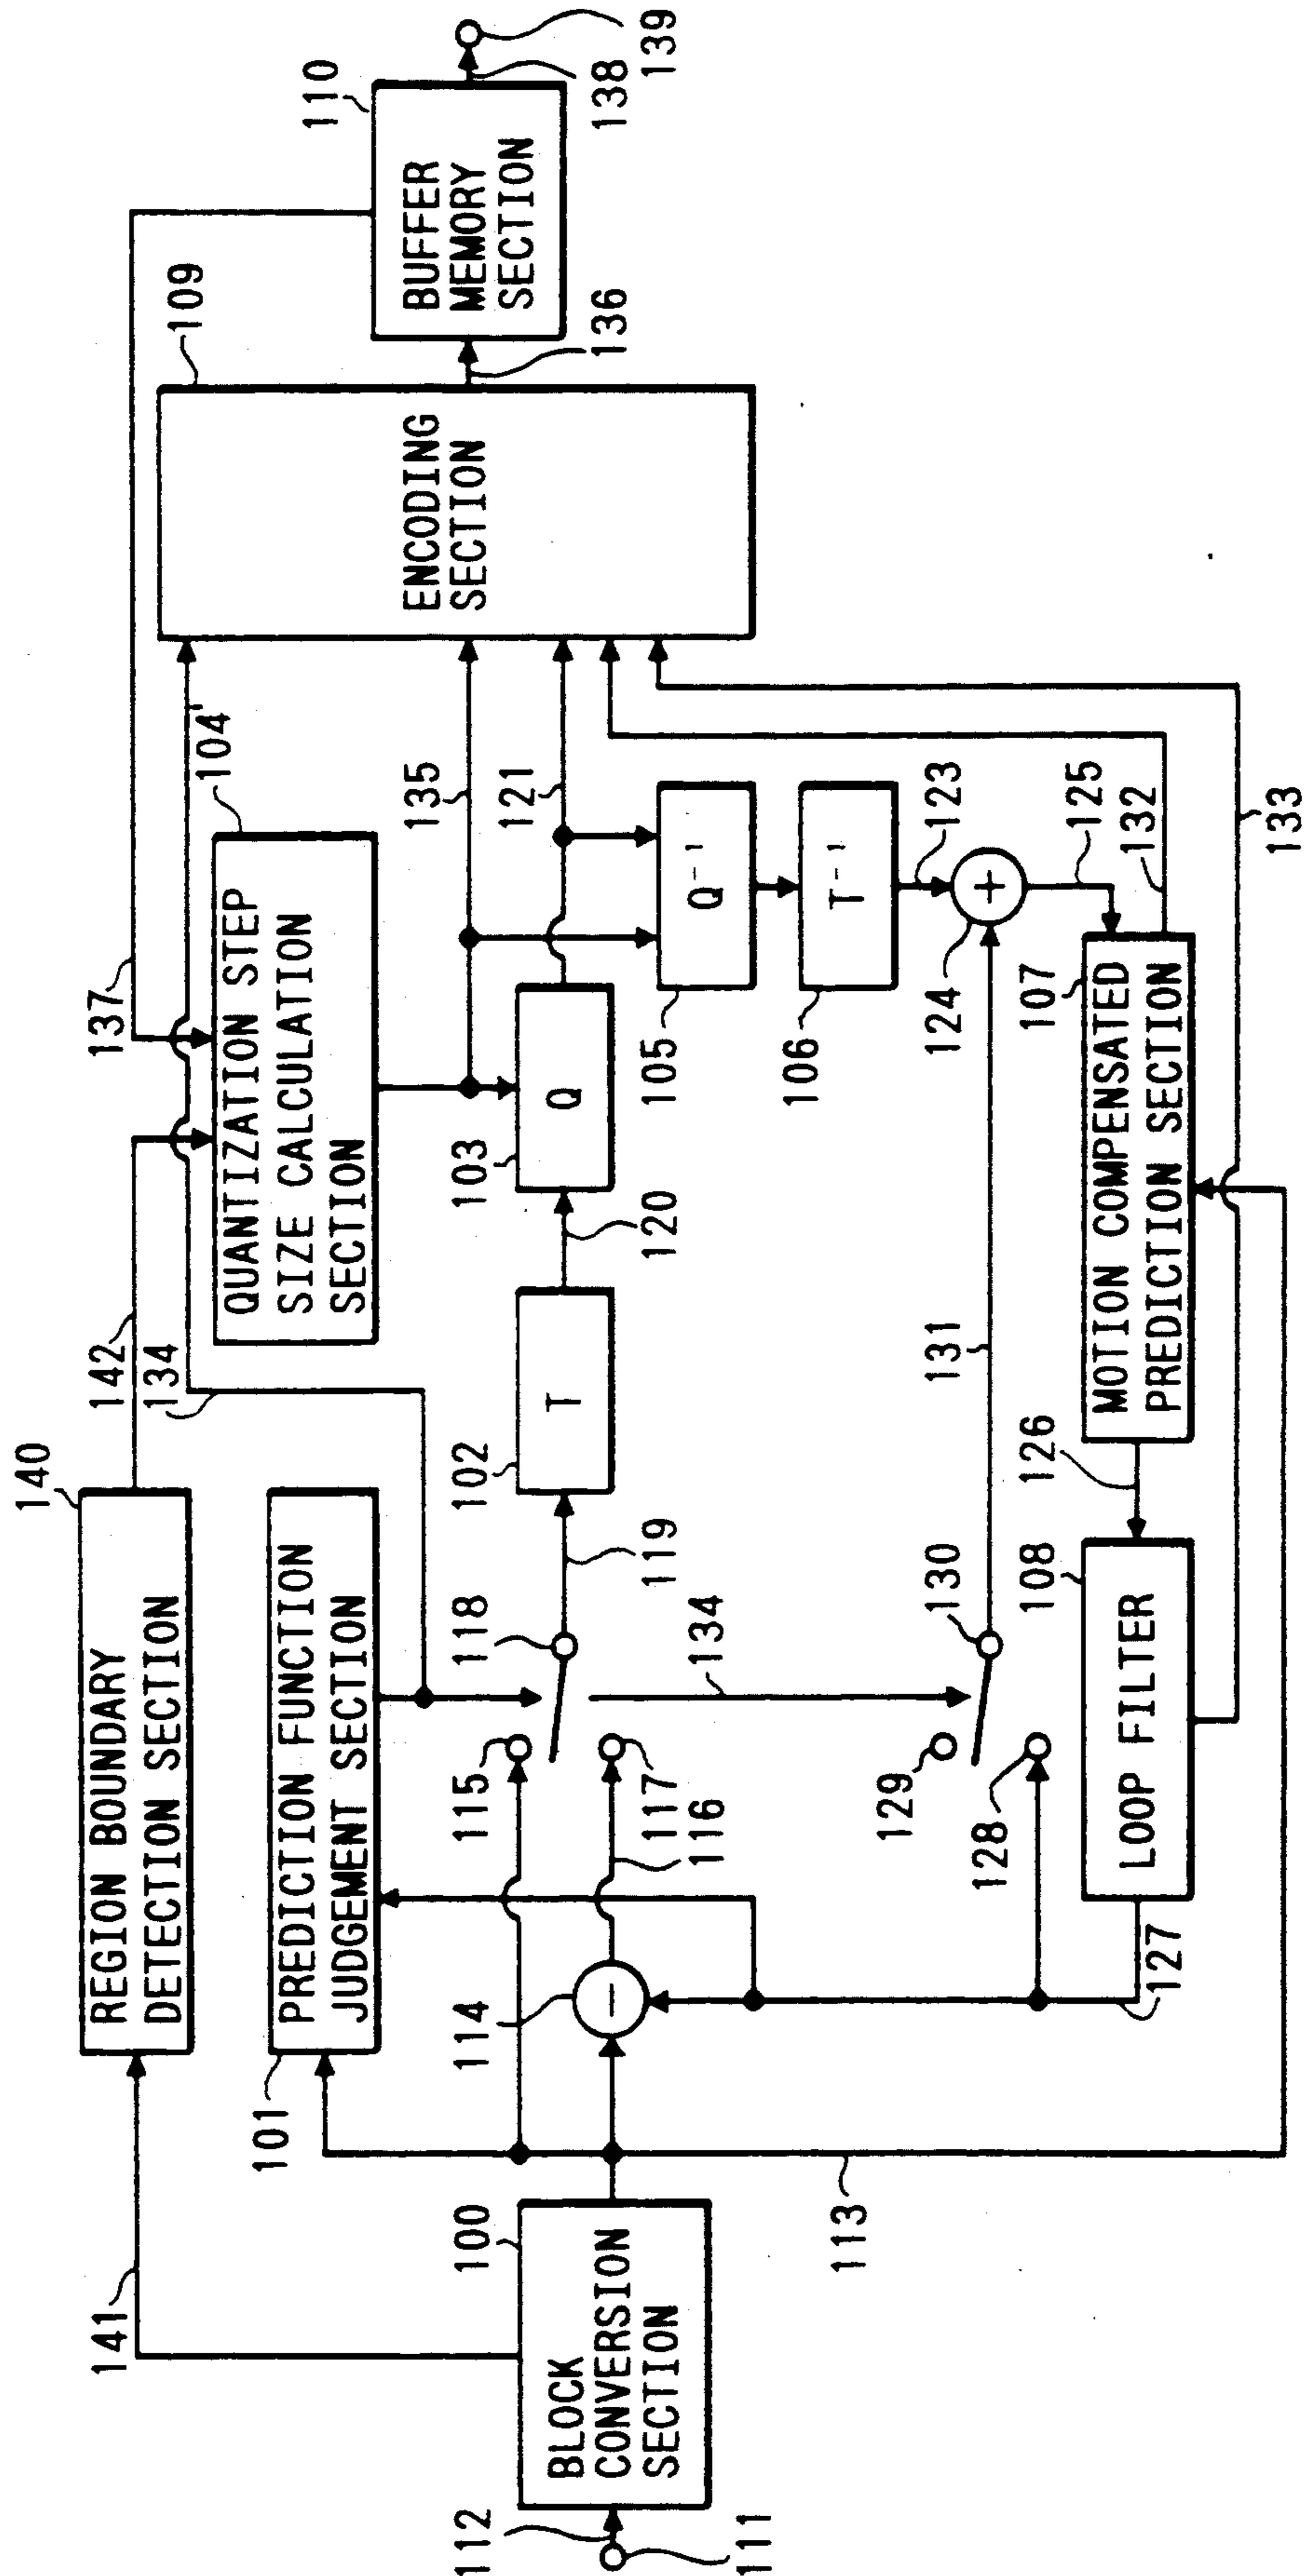 140
REGION BOUNDARY
DETECTION SECTION
141
142
134
137
101
PREDICTION FUNCTION
JUDGEMENT SECTION
104'
QUANTIZATION STEP
SIZE CALCULATION
SECTION
109
ENCODING
SECTION
110
BUFFER
MEMORY
SECTION
136
138
139
111
112
100
BLOCK
CONVERSION
SECTION
113
114
115
116
117
118
119
102
T
120
103
Q
135
121
105
Q⁻¹
106
T⁻¹
123
124
+
125
−
134
127
128
129
130
131
108
LOOP FILTER
126
107
MOTION COMPENSATED
PREDICTION SECTION
132
133